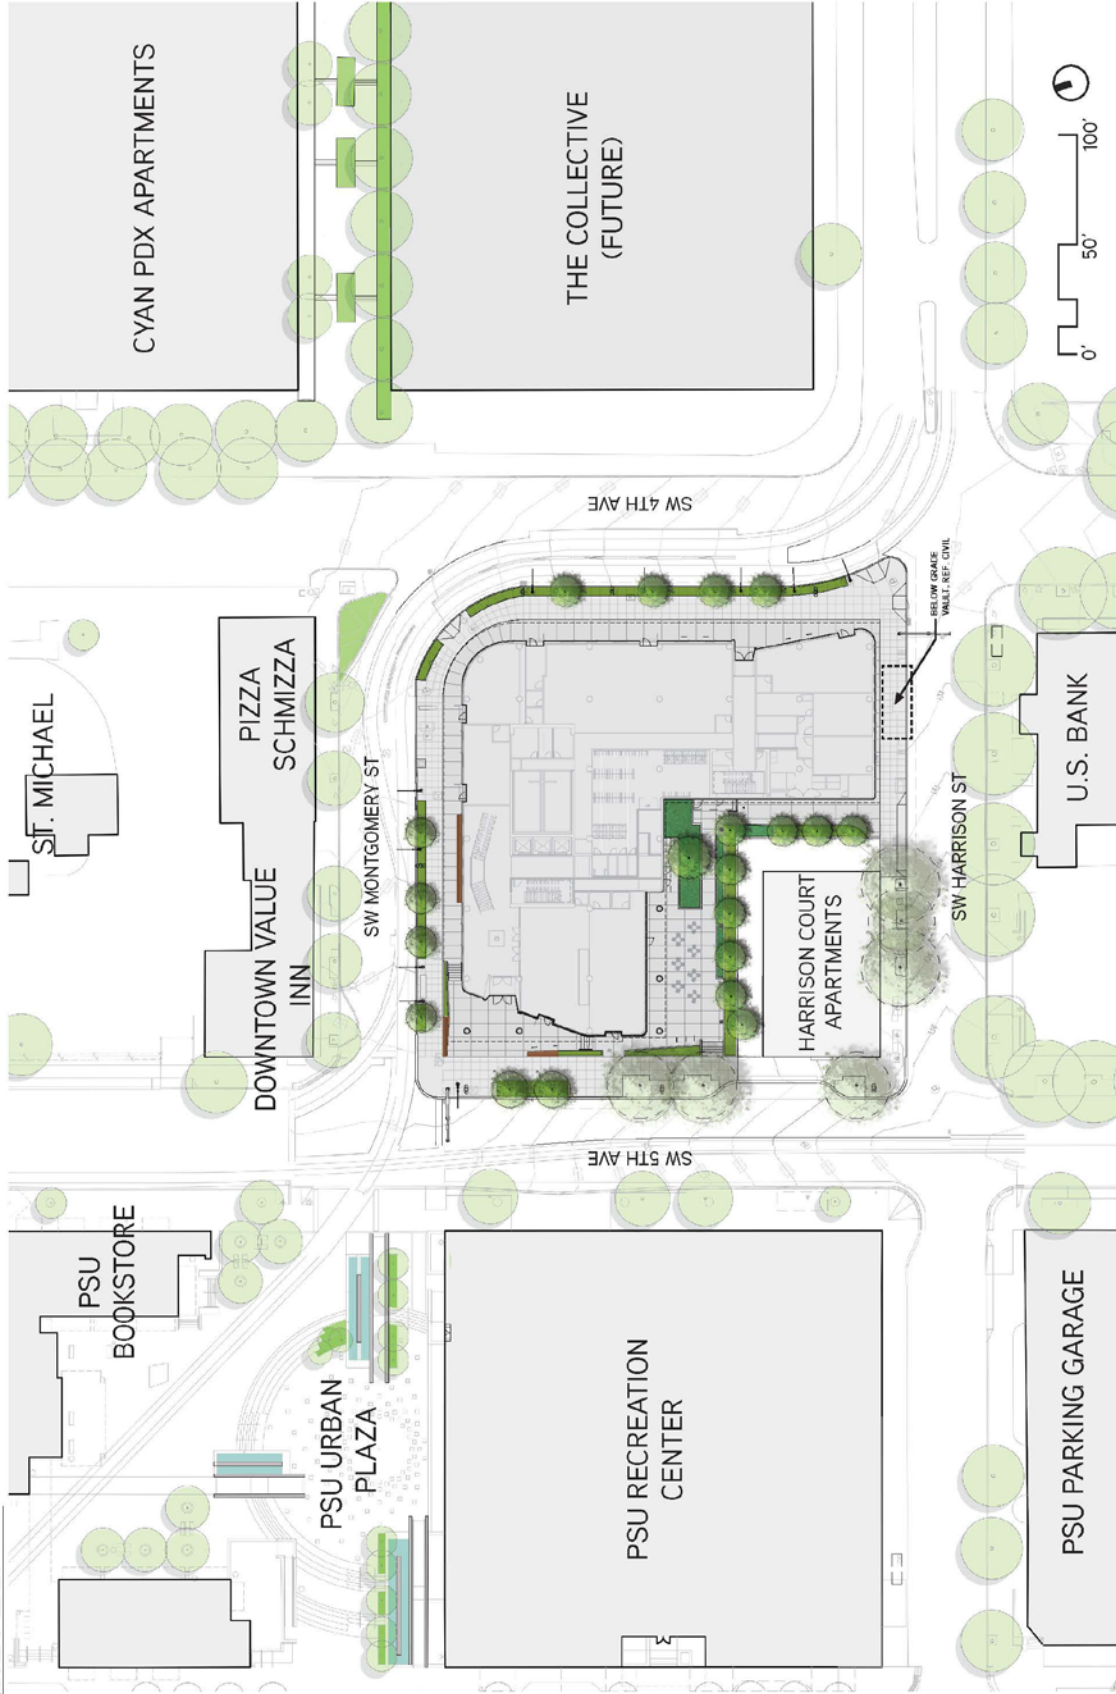 CYAN PDX APARTMENTS
THE COLLECTIVE
(FUTURE)
0'
50'
100'
SW 4TH AVE
ST. MICHAEL
PIZZA
SCHMIZZA
DOWNTOWN VALUE
INN
SW MONTGOMERY ST
BELOW GRADE
VAULT, REF. CIVIL
HARRISON COURT
APARTMENTS
SW HARRISON ST
U.S. BANK
SW 5TH AVE
PSU
BOOKSTORE
PSU URBAN
PLAZA
PSU RECREATION
CENTER
PSU PARKING GARAGE